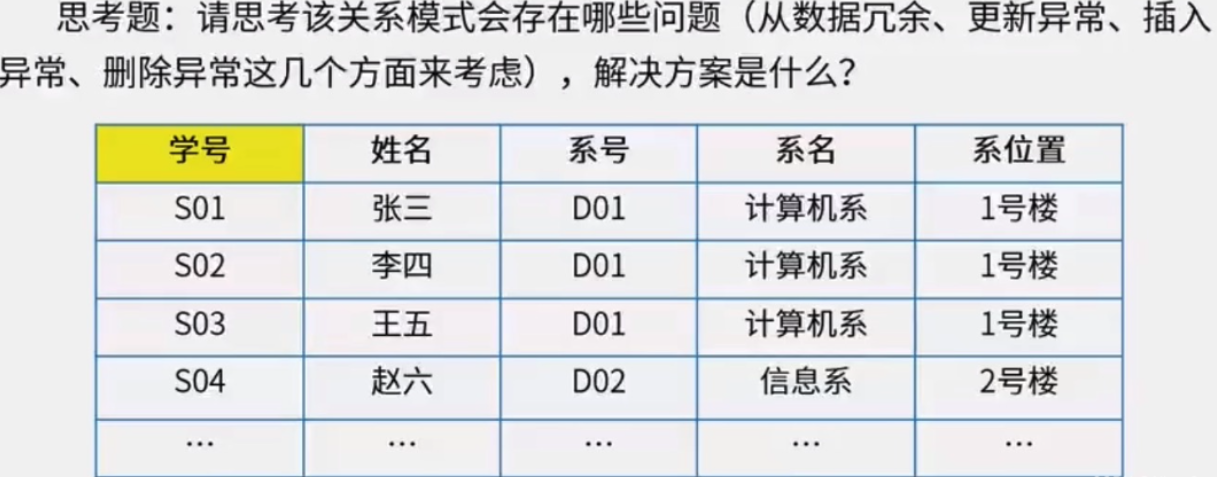 思考题：请思考该关系模式会存在哪些问题（从数据冗余、更新异常、插入
异常、删除异常这几个方面来考虑），解决方案是什么？
学号 姓名 系号 系名 系位置
S01 张三 D01 计算机系 1号楼
S02 李四 D01 计算机系 1号楼
S03 王五 D01 计算机系 1号楼
S04 赵六 D02 信息系 2号楼
… … … … …